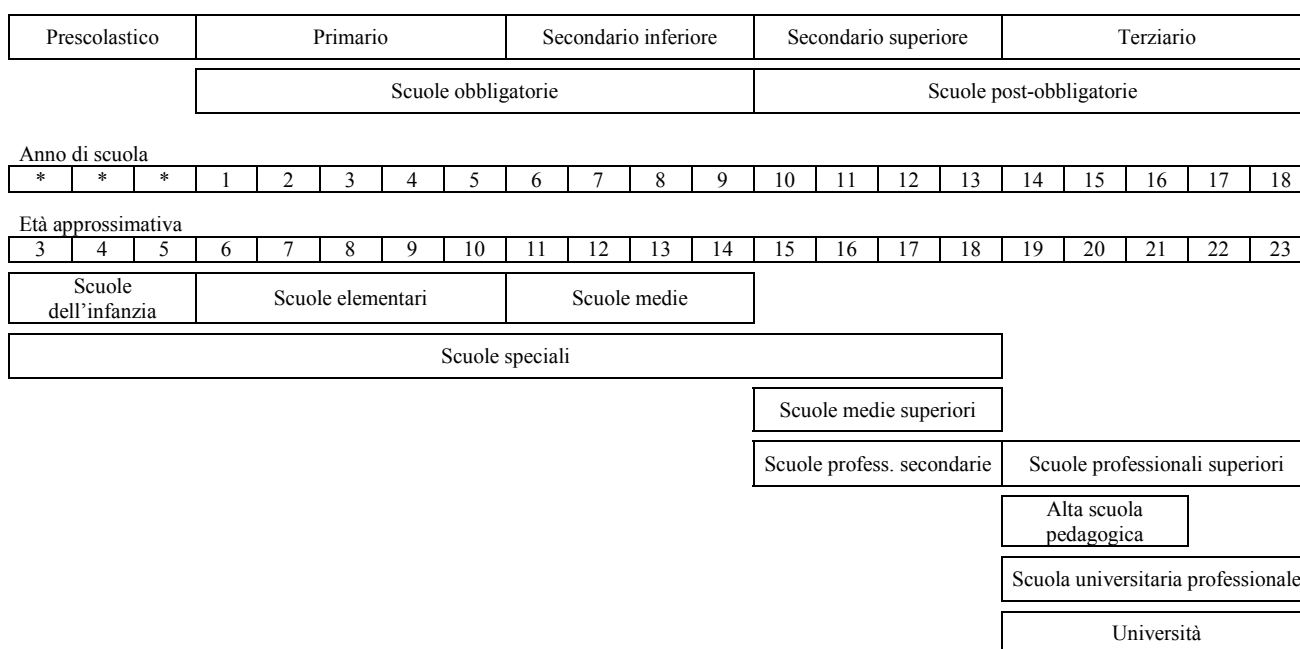 Prescolastico Primario Secondario inferiore Secondario superiore Terziario
Scuole obbligatorie Scuole post-obbligatorie
Anno di scuola
* * * 1 2 3 4 5 6 7 8 9 10 11 12 13 14 15 16 17 18
Età approssimativa
3 4 5 6 7 8 9 10 11 12 13 14 15 16 17 18 19 20 21 22 23
Scuole
dell'infanzia
Scuole elementari Scuole medie
Scuole speciali
Scuole medie superiori
Scuole profess. secondarie Scuole professionali superiori
Alta scuola
pedagogica
Scuola universitaria professionale
Università